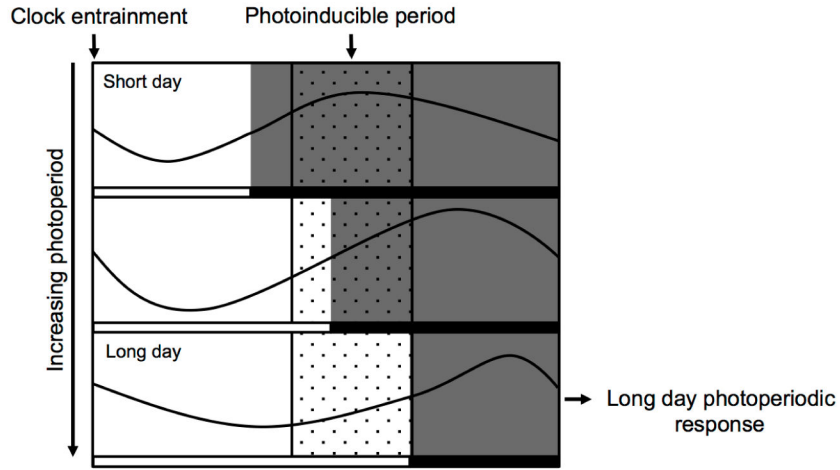 Clock entrainment
Photoinducible period
Short day
Increasing photoperiod
Long day
Long day photoperiodic
response